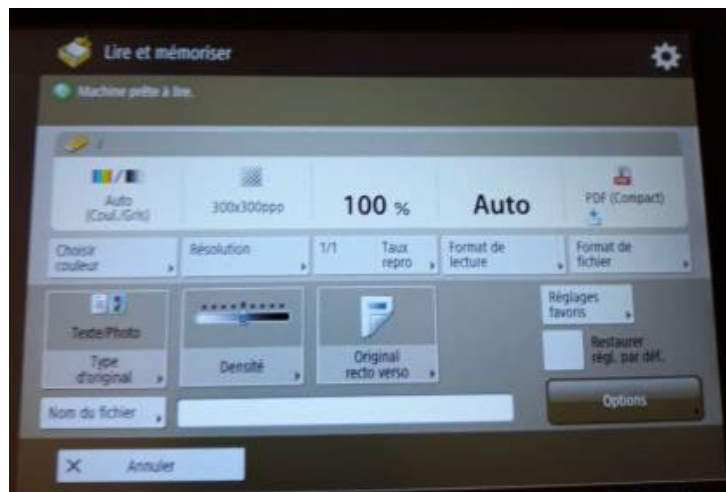 Lire et mémoriser
Machine prête à lire.
/
Auto
(Coul./Gris)
300x300ppp
100 %
Auto
PDF (Compact)
Choisir
couleur
Résolution
1/1
Taux
repro
Format de
lecture
Format de
fichier
Texte/Photo
Type
d'original
Densité
Original
recto verso
Réglages
favoris
Restaurer
régl. par déf.
Nom du fichier
Options
Annuler